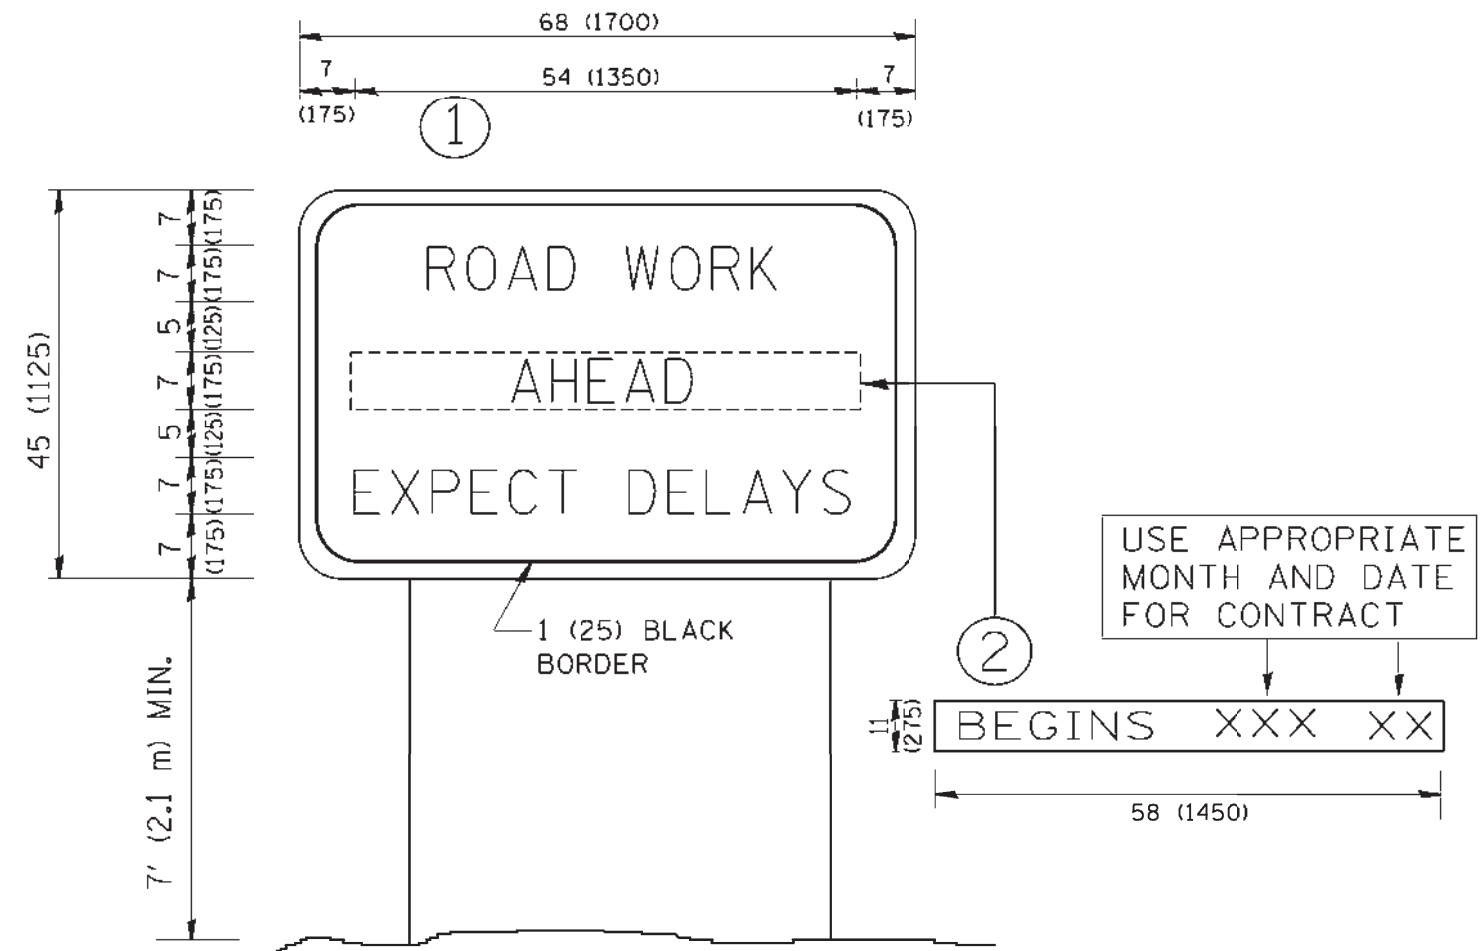 68 (1700)
7
54 (1350)
7
(175)
(175)
1
45 (1125)
7
(175)
7
(175)
5
(125)
7
(175)
5
(125)
7
(175)
7
(175)
ROAD WORK
AHEAD
EXPECT DELAYS
1 (25) BLACK
BORDER
7' (2.1 m) MIN.
USE APPROPRIATE
MONTH AND DATE
FOR CONTRACT
2
11
(275)
BEGINS XXX XX
58 (1450)